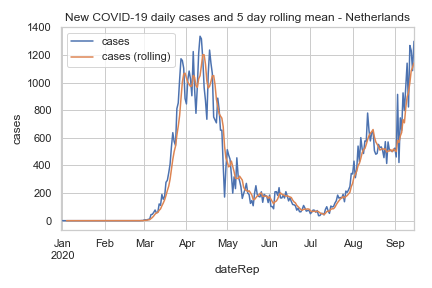 New COVID-19 daily cases and 5 day rolling mean - Netherlands
1400
1200
1000
800
600
400
200
0
cases
cases
cases (rolling)
Jan Feb Mar Apr May Jun Jul Aug Sep
2020
dateRep